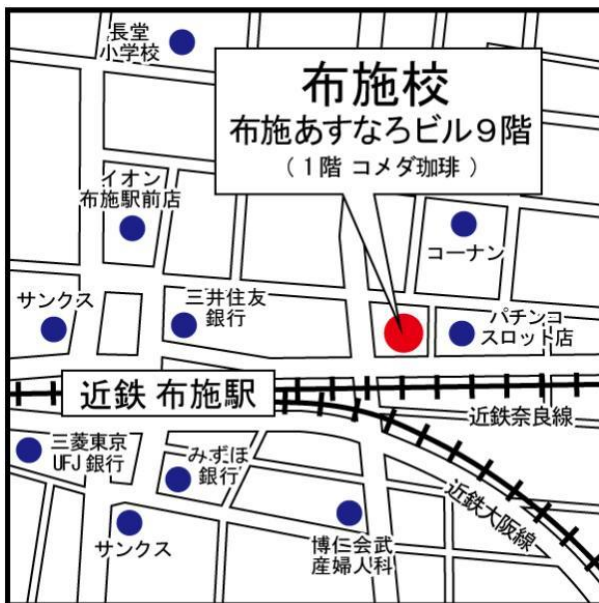 長堂
小学校
布施校
布施あすなろビル9階
( 1階 コメダ珈琲 )
イオン
布施駅前店
コーナン
サンクス
三井住友
銀行
パチンコ
スロット店
近鉄 布施駅
近鉄奈良線
三菱東京
UFJ 銀行
みずほ
銀行
近鉄大阪線
サンクス
博仁会武
産婦人科